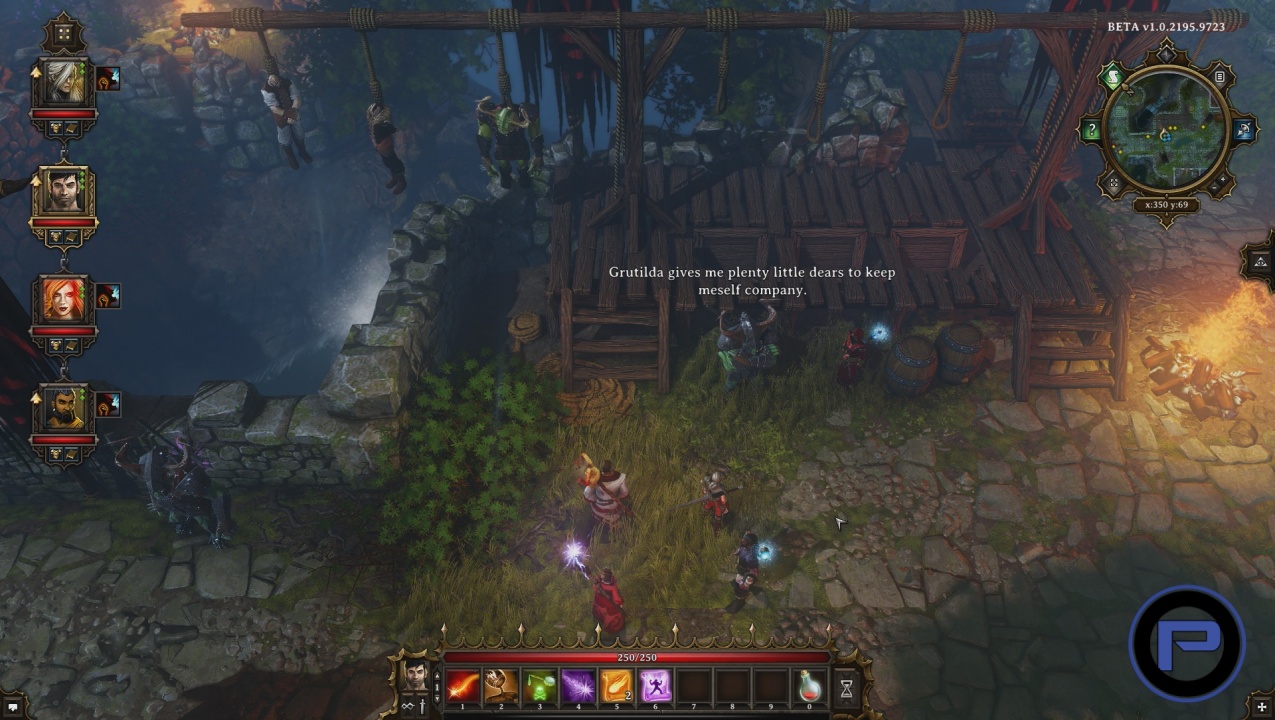 BETA v1.0.2195.9723
?
x:350 y:69
Grutilda gives me plenty little dears to keep
meself company.
250/250
1
2
1 2 3 4 5 6 7 8 9 0
P